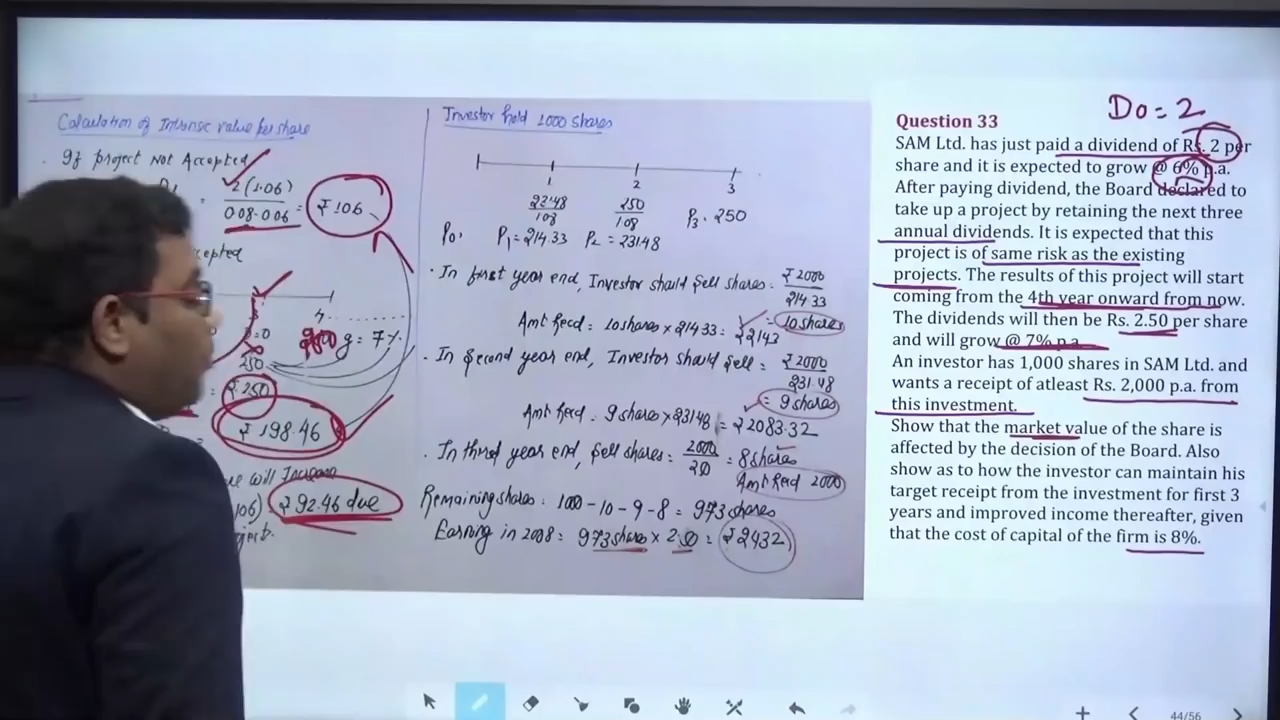 Calculation of Intrinsic value per share
. If project Not Accepted
2 (1.06)
0.08-0.06
=
= ₹106
4
g = 7%.
=0
250
= ₹250
₹198.46
will Increase
106) ₹92.46 due
Investor hold 1000 shares
1 2 3
22148
108
250
108
P3 . 250
P0. P1 = 214.33 P2 = 231.48
. In first year end, Investor should sell shares . ₹2000
214.33
= 10 shares
Amt Recd = 10 shares × 214.33 = ₹2143
. In Second year end, Investor should Sell = ₹2000
231.48
= 9 shares
Amt Recd = 9 shares × 23148 = ₹2083.32
. In third year end, sell shares = 2000 = 8 shares
Amt Recd 2000
Remaining shares : 1000 - 10 - 9 - 8 = 973 shares
Earning in 2008 = 973 shares × = ₹2432
Do = 2
Question 33
SAM Ltd. has just paid a dividend of Rs. 2 per
share and it is expected to grow @ 6% p.a.
After paying dividend, the Board declared to
take up a project by retaining the next three
annual dividends. It is expected that this
project is of same risk as the existing
projects. The results of this project will start
coming from the 4th year onward from now.
The dividends will then be Rs. 2.50 per share
and will grow @ 7% p.a.
An investor has 1,000 shares in SAM Ltd. and
wants a receipt of atleast Rs. 2,000 p.a. from
this investment.
Show that the market value of the share is
affected by the decision of the Board. Also
show as to how the investor can maintain his
target receipt from the investment for first 3
years and improved income thereafter, given
that the cost of capital of the firm is 8%.
44/56